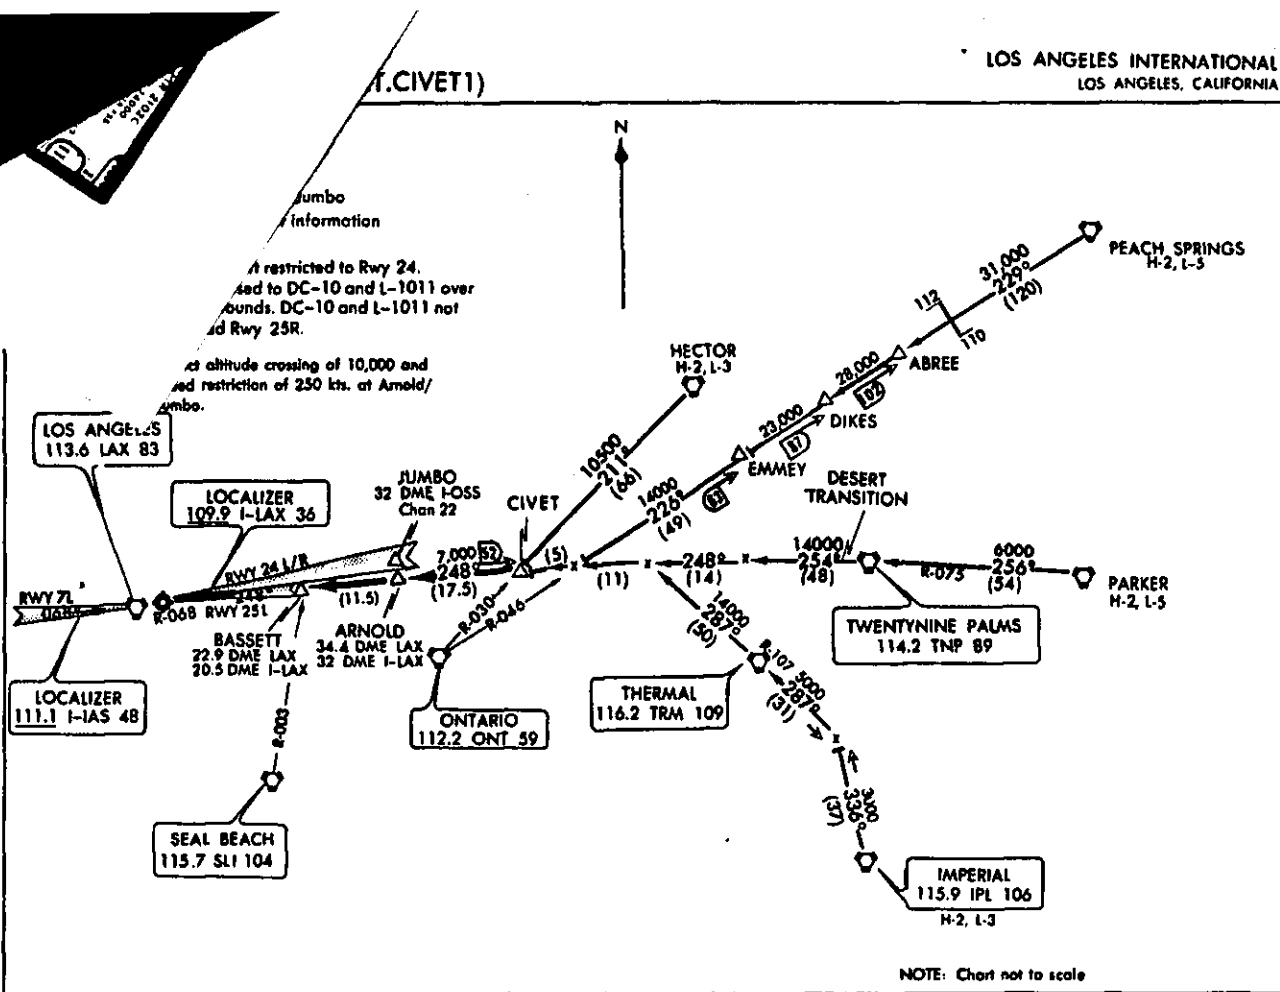 T.CIVET1)
LOS ANGELES INTERNATIONAL
LOS ANGELES, CALIFORNIA
N
Jumbo
information
restricted to Rwy 24.
sed to DC-10 and L-1011 over
ounds. DC-10 and L-1011 not
d Rwy 25R.
ct altitude crossing of 10,000 and
ed restriction of 250 kts. at Arnold/
umbo.
PEACH SPRINGS
H-2, L-5
31,000
229°
(120)
112
110
ABREE
28,000
102
DIKES
23,000
87
EMMEY
14000
226°
(49)
HECTOR
H-2, L-3
10500
211°
(66)
LOS ANGELES
113.6 LAX 83
LOCALIZER
109.9 I-LAX 36
JUMBO
32 DME I-OSS
Chan 22
CIVET
DESERT
TRANSITION
7,000
52
248°
(17.5)
(5)
(11)
248°
(14)
14000
254°
(48)
R-075
6000
256°
(54)
PARKER
H-2, L-5
RWY 24 L/R
RWY 7L
068°
R-068
RWY 25L
(11.5)
BASSETT
22.9 DME LAX
20.5 DME I-LAX
ARNOLD
34.4 DME LAX
32 DME I-LAX
R-030
R-046
14000
287°
(50)
TWENTYNINE PALMS
114.2 TNP 89
LOCALIZER
111.1 I-IAS 48
R-003
ONTARIO
112.2 ONT 59
THERMAL
116.2 TRM 109
R-107
5000
287°
(31)
SEAL BEACH
115.7 SLI 104
3000
336°
(37)
IMPERIAL
115.9 IPL 106
H-2, L-3
NOTE: Chart not to scale